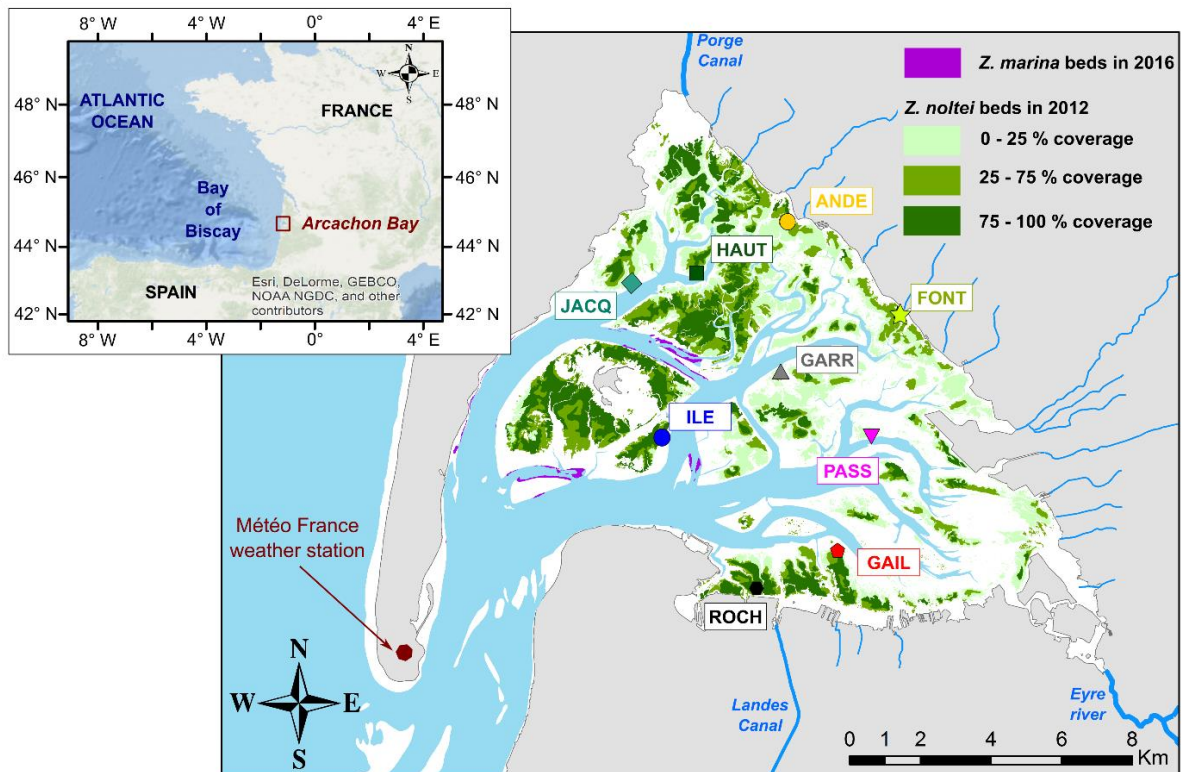 8° W
4° W
0°
4° E
N
W
E
S
48° N
46° N
44° N
42° N
48° N
46° N
44° N
42° N
ATLANTIC
OCEAN
FRANCE
Bay
of
Biscay
Arcachon Bay
SPAIN
Esri, DeLorme, GEBCO,
NOAA NGDC, and other
contributors
8° W
4° W
0°
4° E
Porge
Canal
Z. marina beds in 2016
Z. noltei beds in 2012
0 - 25 % coverage
25 - 75 % coverage
75 - 100 % coverage
ANDE
HAUT
JACQ
FONT
GARR
ILE
PASS
Météo France
weather station
GAIL
ROCH
N
W
E
S
Landes
Canal
Eyre
river
0 1 2 4 6 8
Km